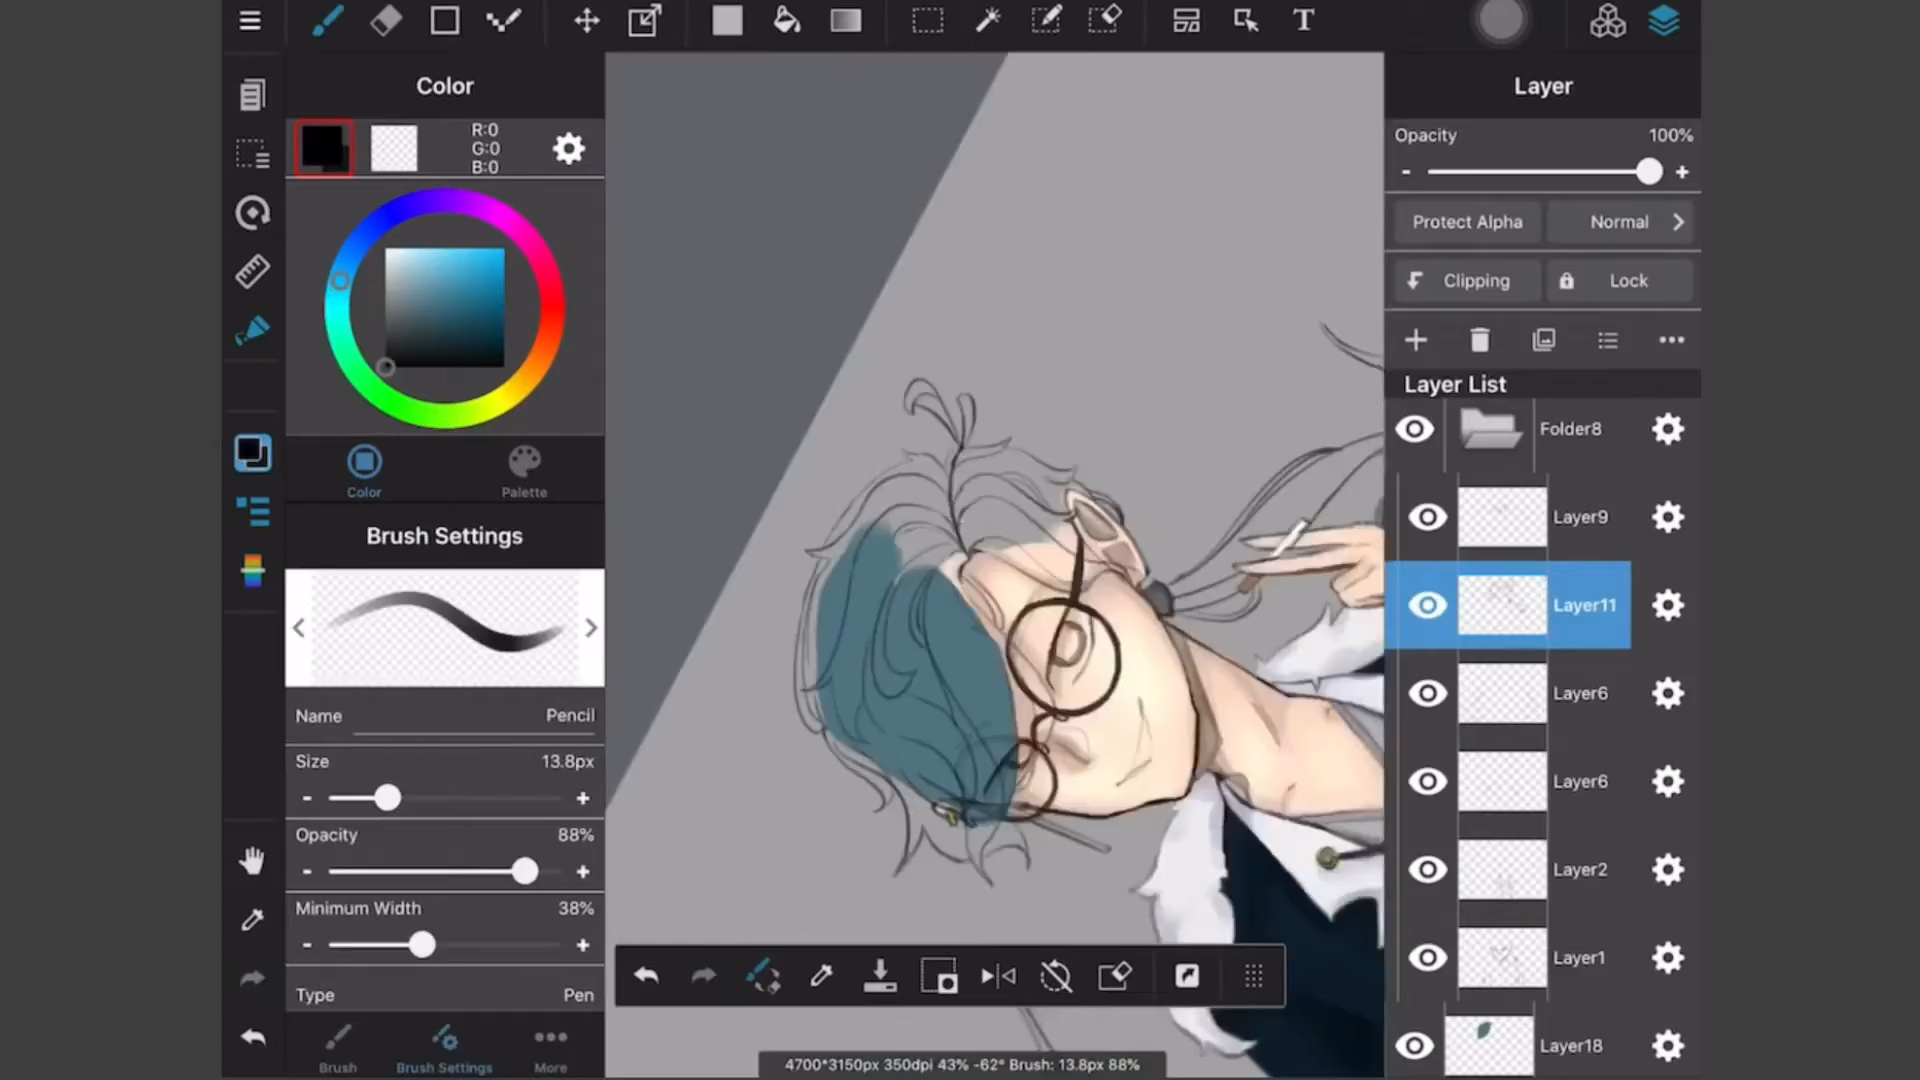 T
Color
R:0
G:0
B:0
Color
Palette
Brush Settings
Name Pencil
Size 13.8px
- +
Opacity 88%
- +
Minimum Width 38%
- +
Type Pen
Brush
Brush Settings
More
4700*3150px 350dpi 43% -62° Brush: 13.8px 88%
Layer
Opacity 100%
- +
Protect Alpha
Normal
Clipping
Lock
Layer List
Folder8
Layer9
Layer11
Layer6
Layer6
Layer2
Layer1
Layer18